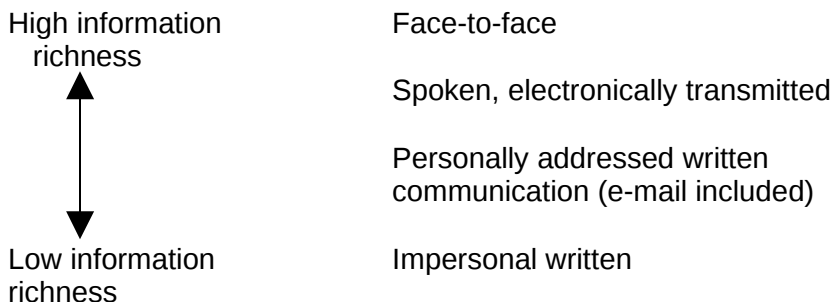 High information
richness
Face-to-face
Spoken, electronically transmitted
Personally addressed written
communication (e-mail included)
Low information
richness
Impersonal written